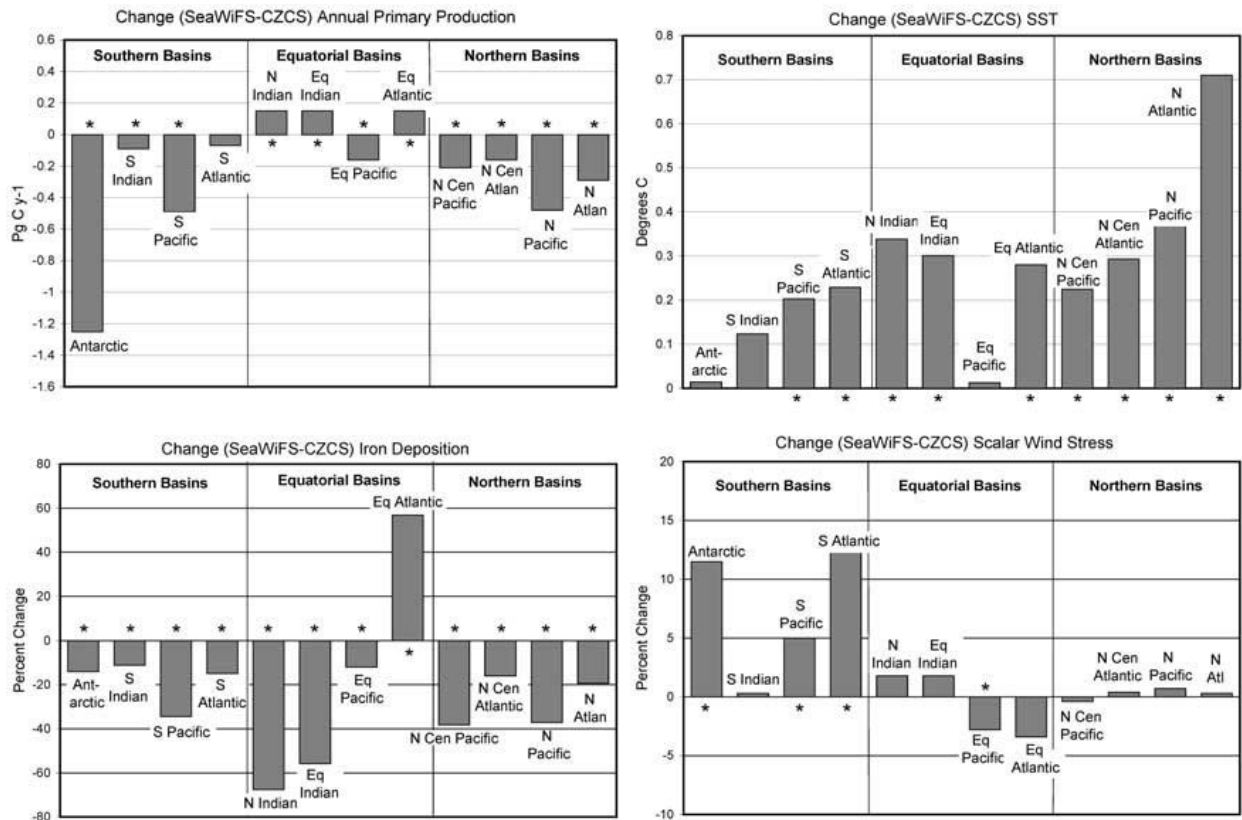 Change (SeaWiFS-CZCS) Annual Primary Production
Pg C y-1
0.6
0.4
0.2
0
-0.2
-0.4
-0.6
-0.8
-1
-1.2
-1.4
-1.6
Southern Basins
Equatorial Basins
Northern Basins
* * *
Antarctic
S
Indian
S
Pacific
S
Atlantic
N
Indian
Eq
Indian
Eq
Atlantic
* * * *
Eq Pacific
* * * *
N Cen
Pacific
N Cen
Atlan
N
Pacific
N
Atlan
Change (SeaWiFS-CZCS) SST
Degrees C
0.8
0.7
0.6
0.5
0.4
0.3
0.2
0.1
0
Southern Basins
Equatorial Basins
Northern Basins
Ant-
arctic
S Indian
S
Pacific
S
Atlantic
N Indian
Eq
Indian
Eq
Pacific
Eq Atlantic
N Cen
Pacific
N Cen
Atlantic
N
Pacific
N
Atlantic
* * * * * * * * *
Change (SeaWiFS-CZCS) Iron Deposition
Percent Change
80
60
40
20
0
-20
-40
-60
-80
Southern Basins
Equatorial Basins
Northern Basins
* * * * * * * * * * * *
Ant-
arctic
S
Indian
S Pacific
S
Atlantic
N Indian
Eq
Indian
Eq
Pacific
Eq Atlantic
N Cen Pacific
N Cen
Atlantic
N
Pacific
N
Atlan
Change (SeaWiFS-CZCS) Scalar Wind Stress
Percent Change
20
15
10
5
0
-5
-10
Southern Basins
Equatorial Basins
Northern Basins
Antarctic
S Indian
S
Pacific
S Atlantic
* * *
N
Indian
Eq
Indian
*
Eq
Pacific
Eq
Atlantic
N Cen
Pacific
N Cen
Atlantic
N
Pacific
N
Atl